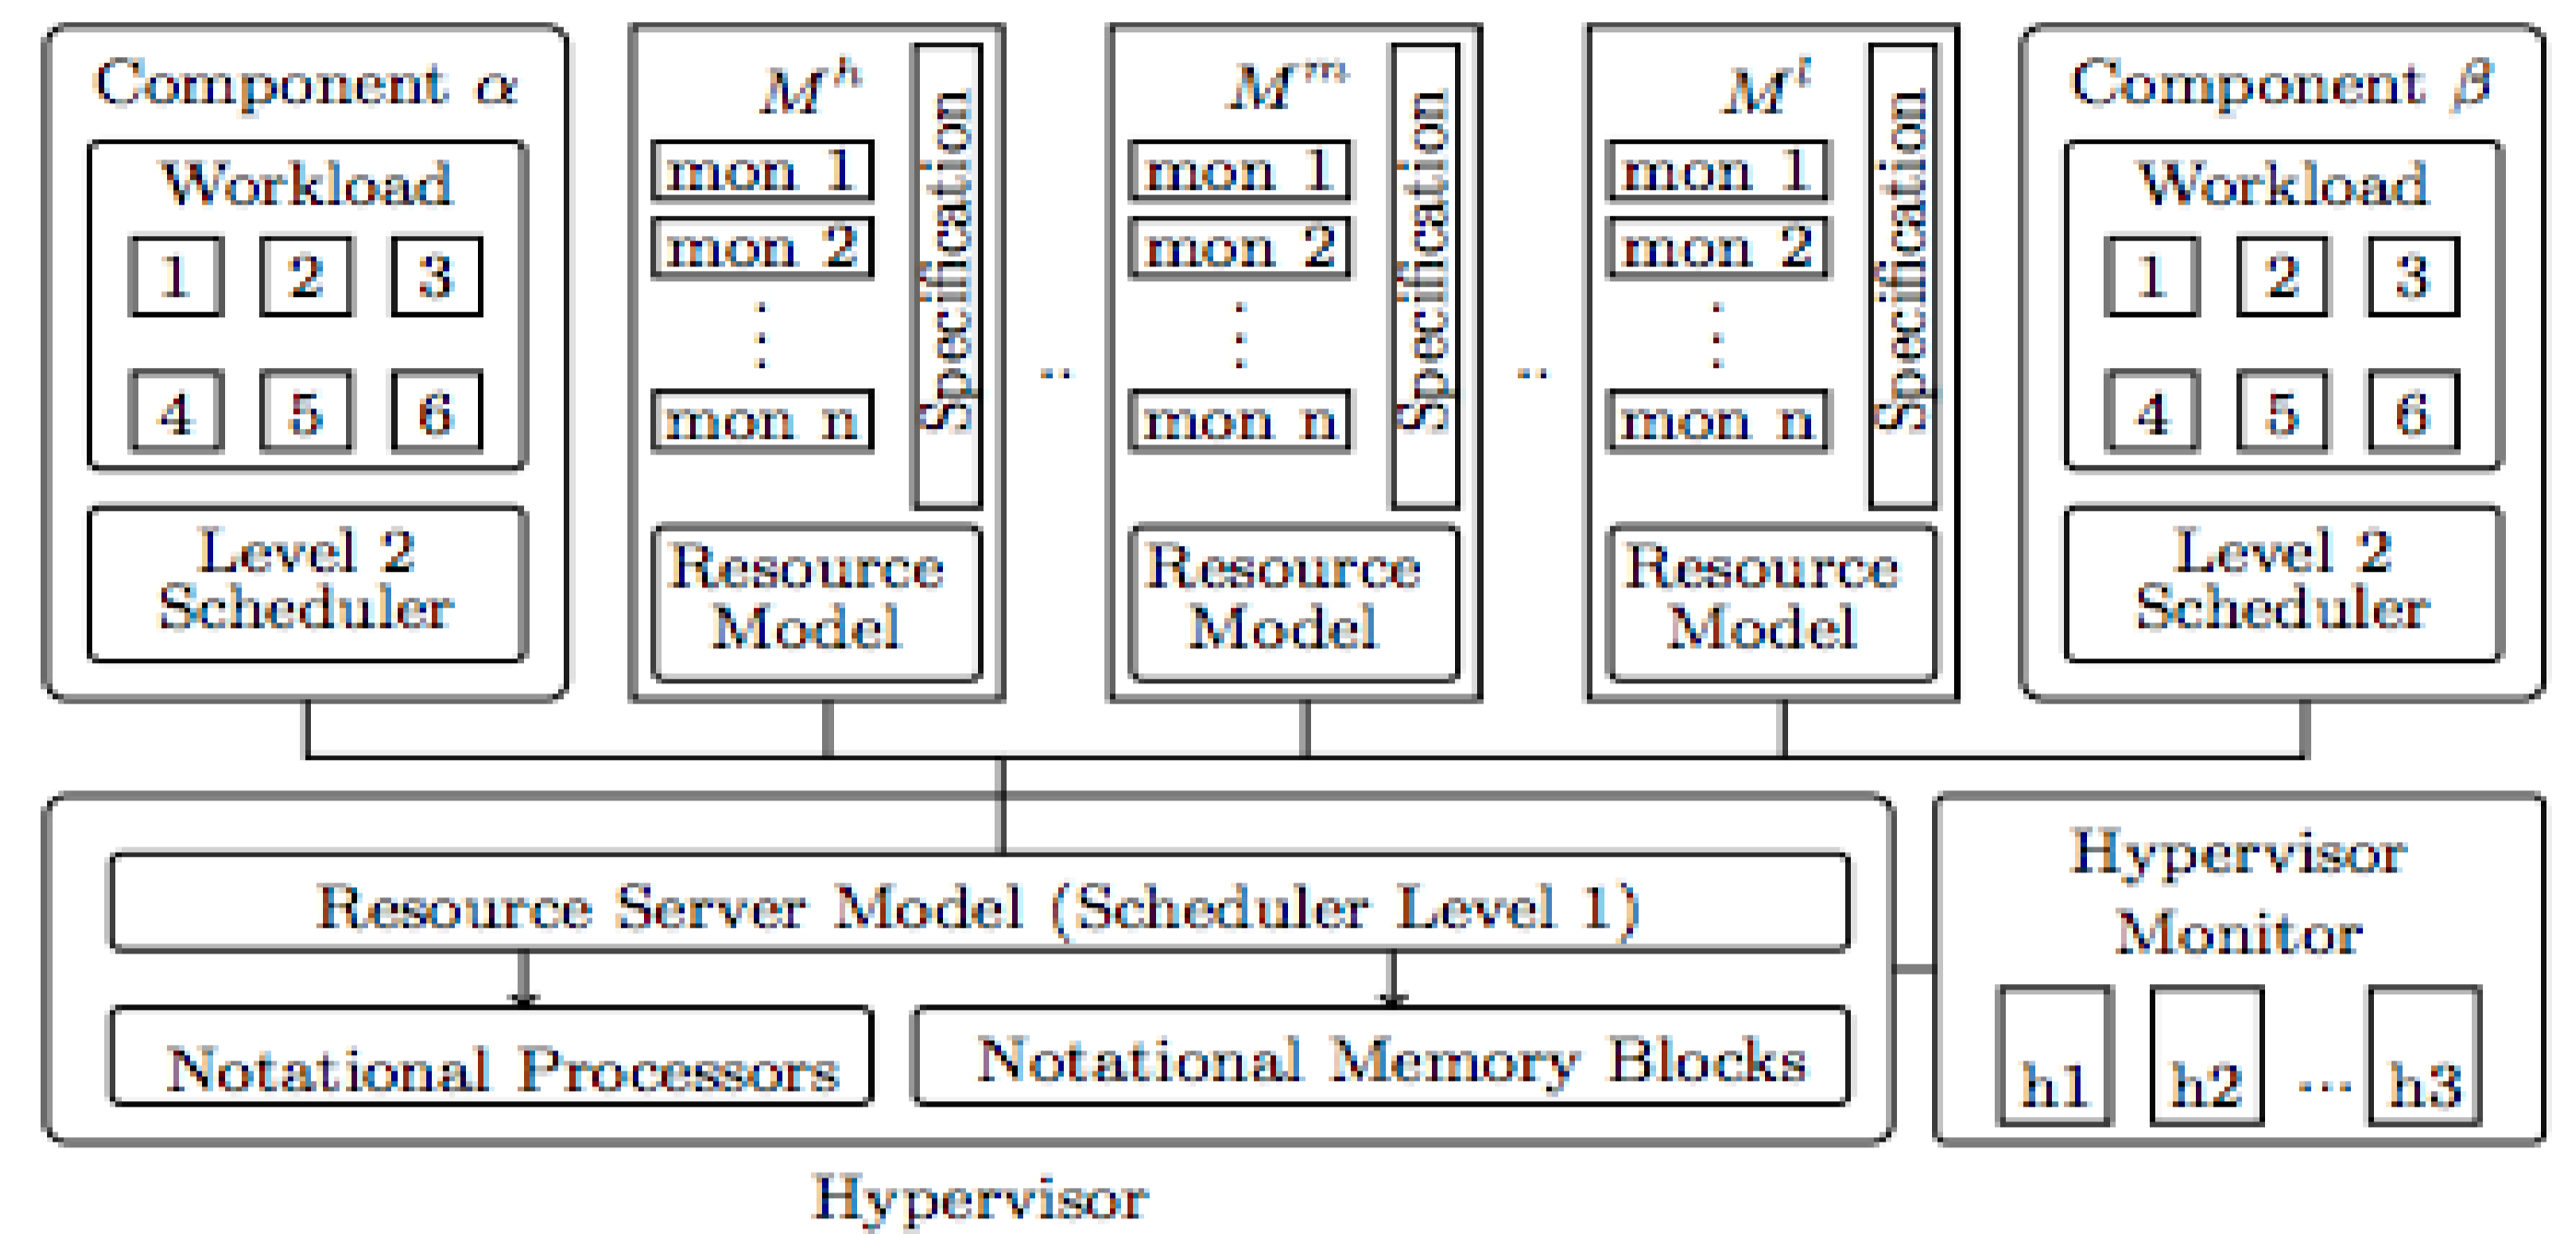 Component α
Workload
1 2 3
4 5 6
Level 2
Scheduler
M^h
mon 1
mon 2
⋮
mon n
Specification
Resource
Model
..
M^m
mon 1
mon 2
⋮
mon n
Specification
Resource
Model
..
mon 1
mon 2
⋮
mon n
Specification
Resource
Model
Component β
Workload
1 2 3
4 5 6
Level 2
Scheduler
Resource Server Model (Scheduler Level 1)
Notational Processors
Notational Memory Blocks
Hypervisor
Hypervisor
Monitor
h1 h2 ... h3